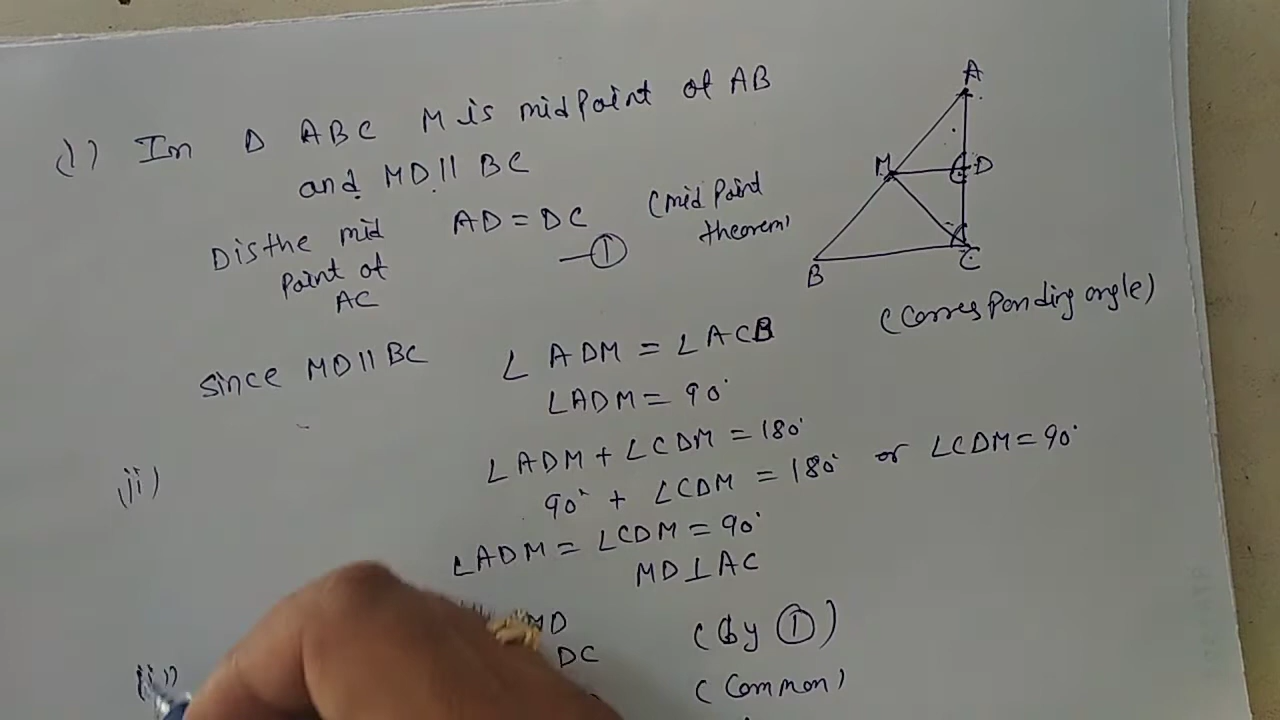 (1) In Δ ABC M is midpoint of AB
and MD || BC
D is the mid point of AC
AD = DC (mid point theorem)
— ①
A
M
D
B
C
since MD || BC ∠ADM = ∠ACB (corresponding angle)
∠ADM = 90°
(ii) ∠ADM + ∠CDM = 180°
90° + ∠CDM = 180° or ∠CDM = 90°
∠ADM = ∠CDM = 90°
MD ⊥ AC
MD
DC (by ①)
(common)